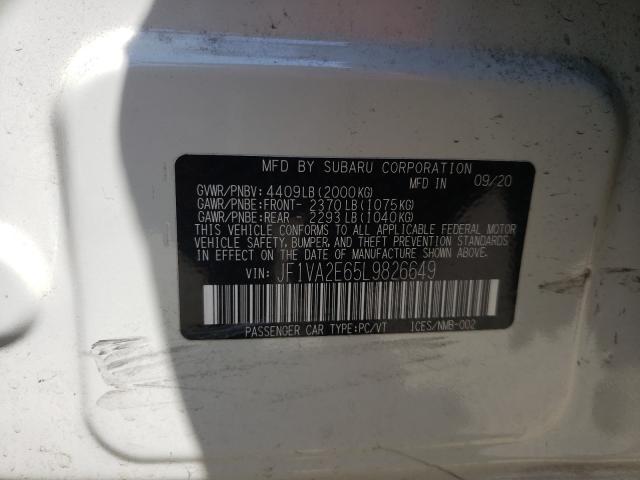 MFD BY SUBARU CORPORATION
MFD IN 09/20
GVWR/PNBV: 4409LB (2000KG)
GAWR/PNBE:FRONT- 2370LB (1075KG)
GAWR/PNBE:REAR - 2293LB (1040KG)
THIS VEHICLE CONFORMS TO ALL APPLICABLE FEDERAL MOTOR
VEHICLE SAFETY, BUMPER, AND THEFT PREVENTION STANDARDS
IN EFFECT ON THE DATE OF MANUFACTURE SHOWN ABOVE.
VIN: JF1VA2E65L9826649
PASSENGER CAR TYPE:PC/VT ICES/NMB-002